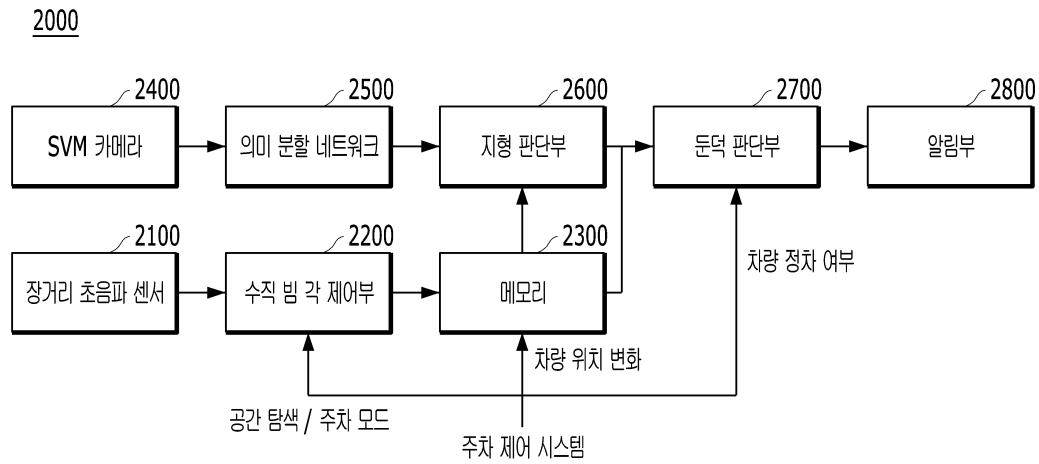 2000
2400
2500
2600
2700
2800
SVM 카메라
의미 분할 네트워크
지형 판단부
둔덕 판단부
알림부
2100
2200
2300
장거리 초음파 센서
수직 빔 각 제어부
메모리
차량 정차 여부
차량 위치 변화
공간 탐색 / 주차 모드
주차 제어 시스템